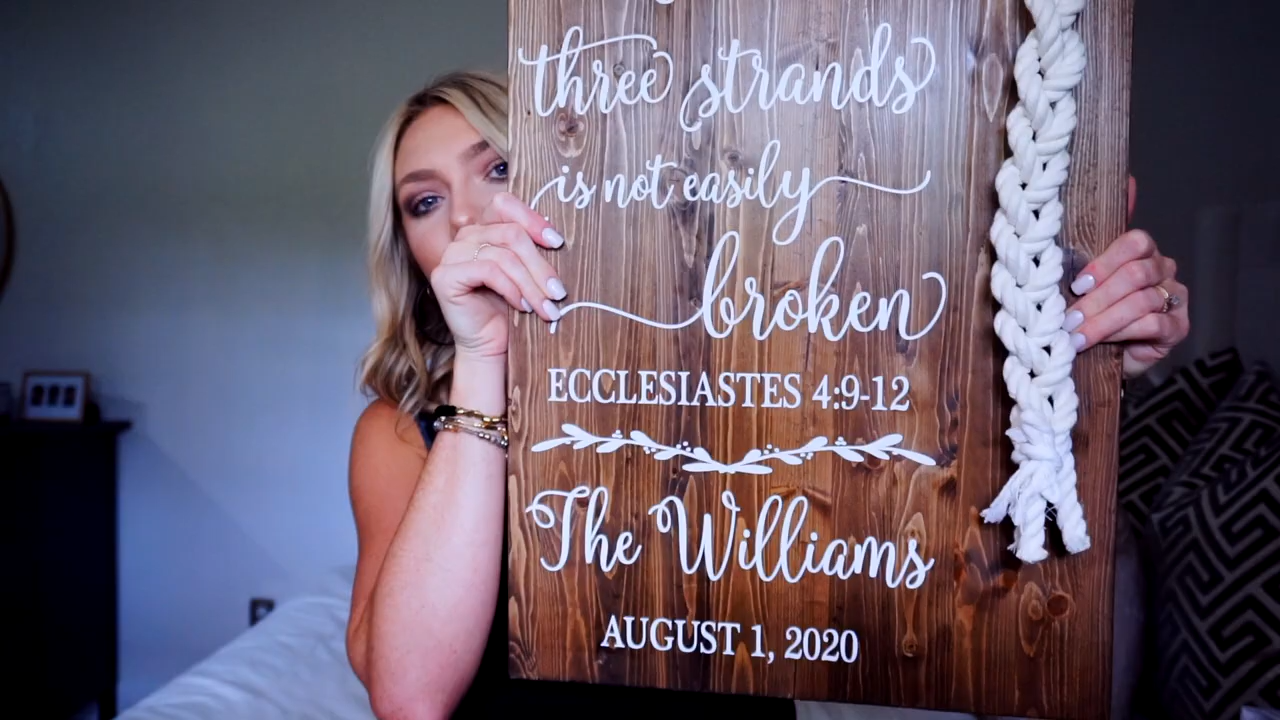 three strands
is not easily
broken
ECCLESIASTES 4:9-12
The Williams
AUGUST 1, 2020